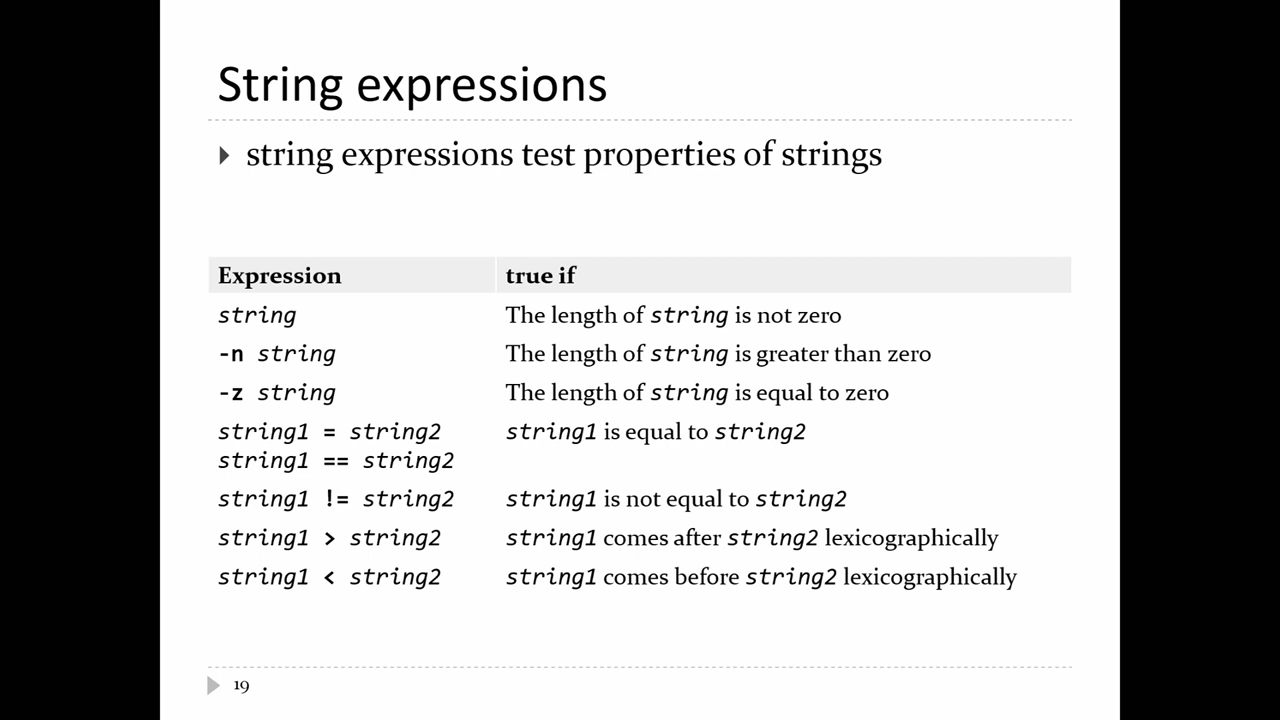 String expressions
string expressions test properties of strings
Expression true if
string The length of string is not zero
-n string The length of string is greater than zero
-z string The length of string is equal to zero
string1 = string2 string1 is equal to string2
string1 == string2
string1 != string2 string1 is not equal to string2
string1 > string2 string1 comes after string2 lexicographically
string1 < string2 string1 comes before string2 lexicographically
19